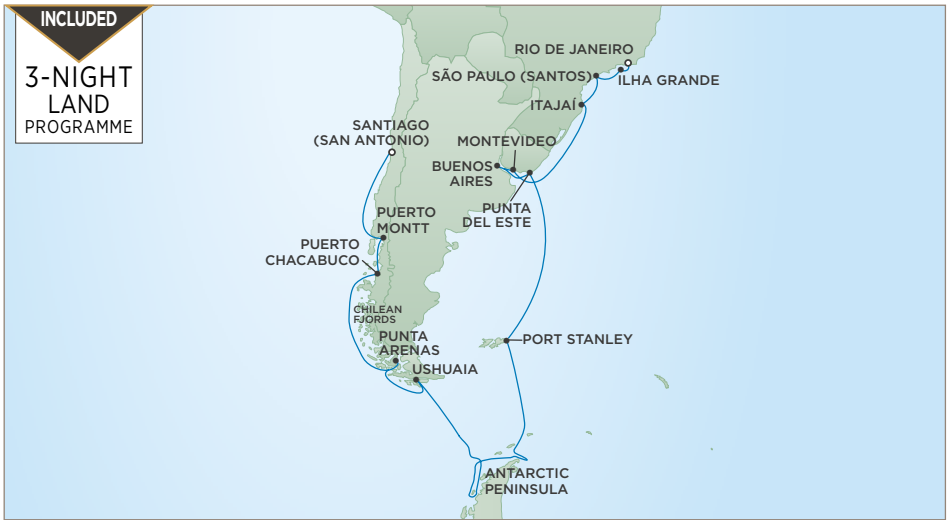 INCLUDED
3-NIGHT
LAND
PROGRAMME
RIO DE JANEIRO
SÃO PAULO (SANTOS)
ILHA GRANDE
ITAJAÍ
SANTIAGO
(SAN ANTONIO)
MONTEVIDEO
BUENOS
AIRES
PUNTA
DEL ESTE
PUERTO
MONTT
PUERTO
CHACABUCO
CHILEAN
FJORDS
PUNTA
ARENAS
PORT STANLEY
USHUAIA
ANTARCTIC
PENINSULA